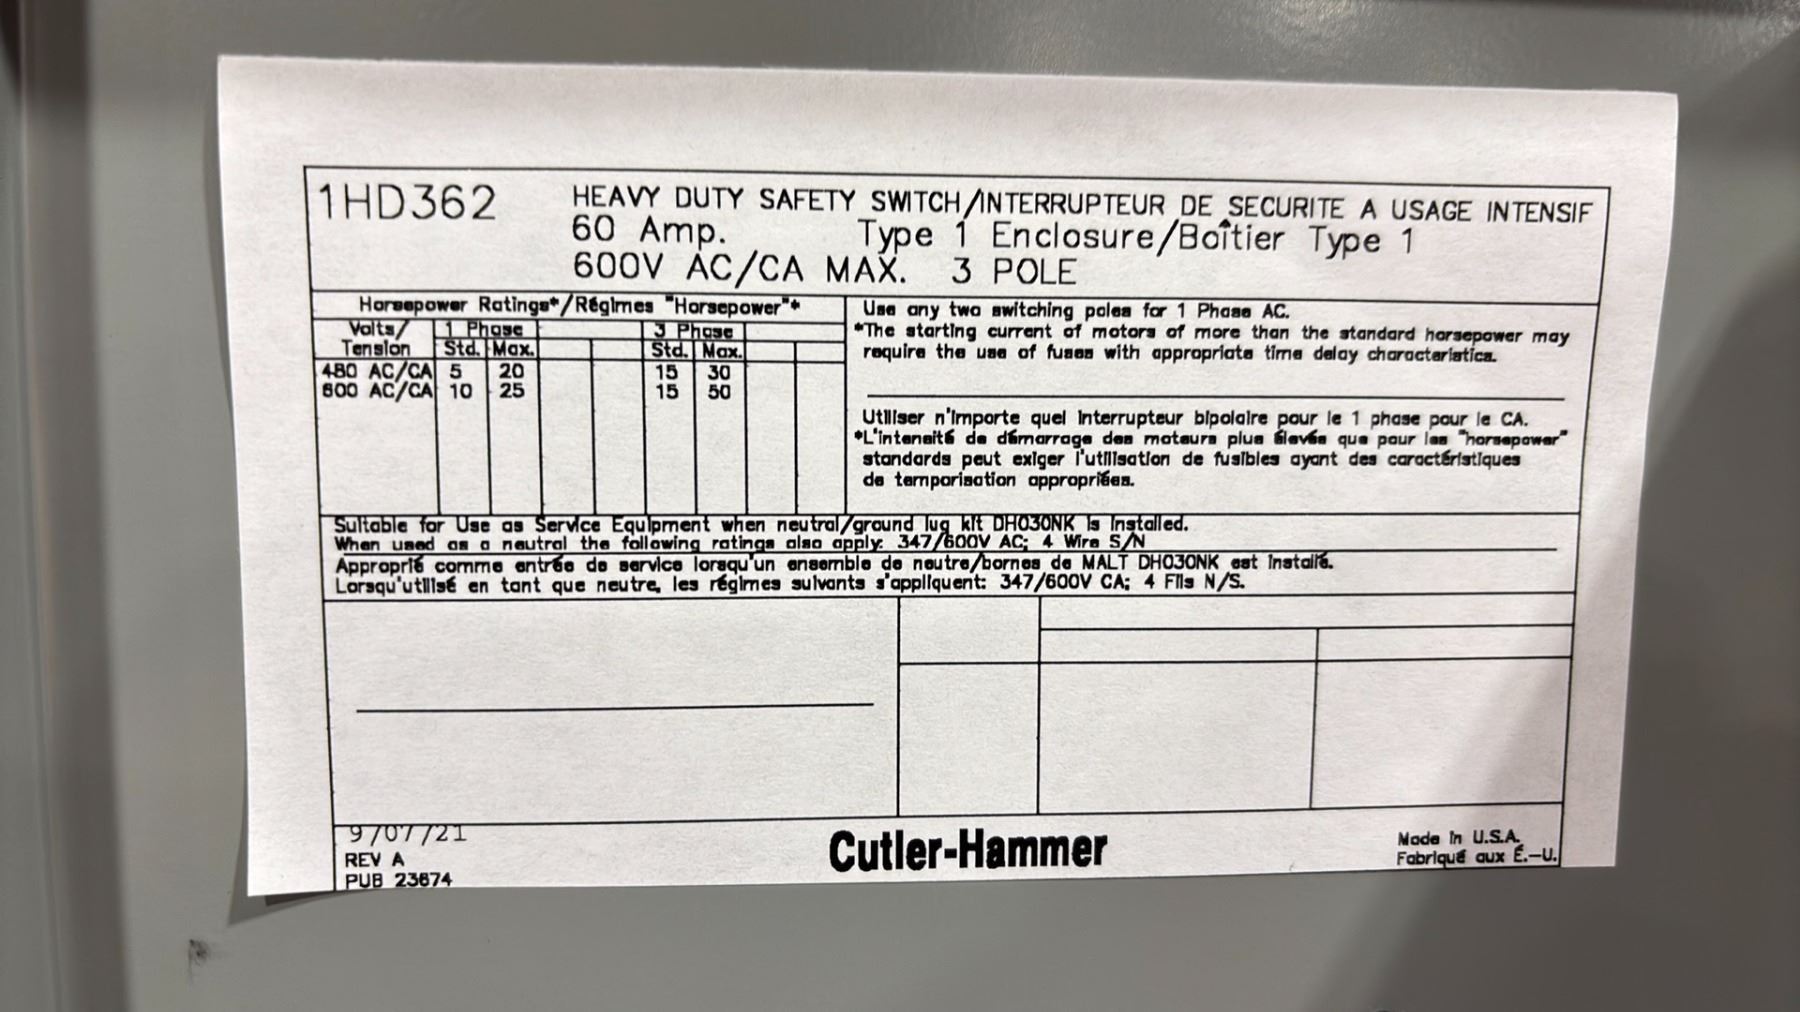 1HD362
HEAVY DUTY SAFETY SWITCH/INTERRUPTEUR DE SECURITE A USAGE INTENSIF
60 Amp. Type 1 Enclosure/Boîtier Type 1
600V AC/CA MAX. 3 POLE
Horsepower Ratings*/Régimes "Horsepower"*
Volts/ 1 Phase 3 Phase
Tension Std. Max. Std. Max.
480 AC/CA 5 20 15 30
600 AC/CA 10 25 15 50
Use any two switching poles for 1 Phase AC.
*The starting current of motors of more than the standard horsepower may
require the use of fuses with appropriate time delay characteristics.
Utiliser n'importe quel interrupteur bipolaire pour le 1 phase pour le CA.
*L'intensité de démarrage des moteurs plus élevés que pour les "horsepower"
standards peut exiger l'utilisation de fusibles ayant des caractéristiques
de temporisation appropriées.
Suitable for Use as Service Equipment when neutral/ground lug kit DH030NK is Installed.
When used as a neutral the following ratings also apply: 347/600V AC; 4 Wire S/N
Approprié comme entrée de service lorsqu'un ensemble de neutre/bornes de MALT DH030NK est installé.
Lorsqu'utilisé en tant que neutre, les régimes suivants s'appliquent: 347/600V CA; 4 Fils N/S.
9/07/21
REV A
PUB 23674
Cutler-Hammer
Made in U.S.A.
Fabriqué aux É.-U.